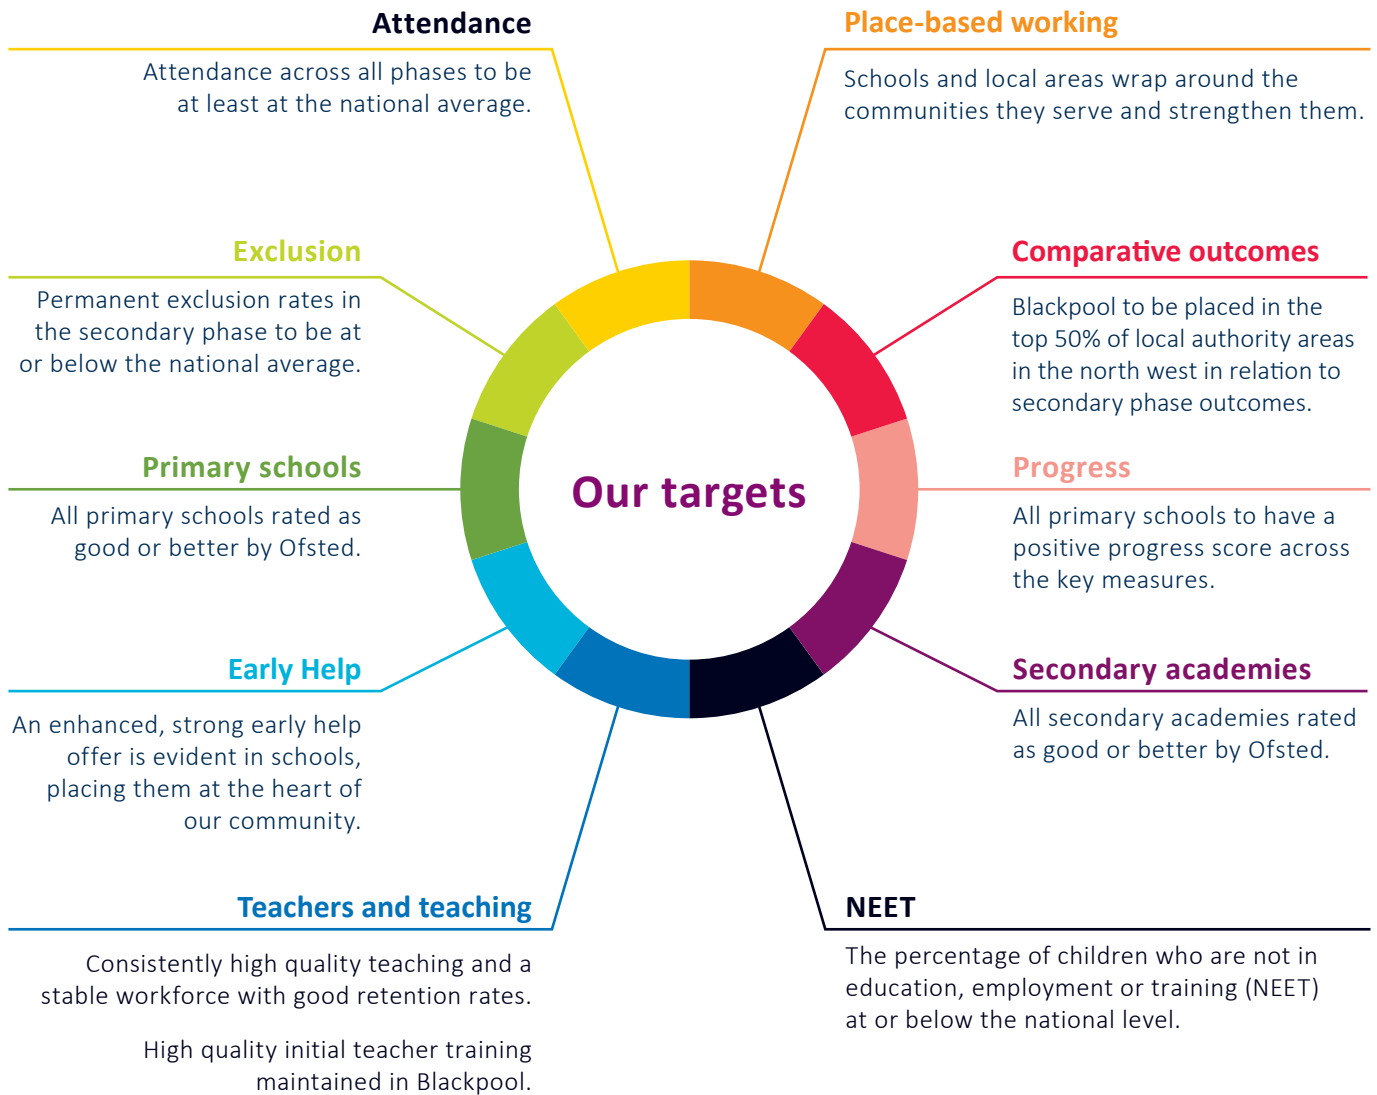 Attendance
Attendance across all phases to be
at least at the national average.
Place-based working
Schools and local areas wrap around the
communities they serve and strengthen them.
Exclusion
Permanent exclusion rates in
the secondary phase to be at
or below the national average.
Comparative outcomes
Blackpool to be placed in the
top 50% of local authority areas
in the north west in relation to
secondary phase outcomes.
Primary schools
All primary schools rated as
good or better by Ofsted.
Our targets
Progress
All primary schools to have a
positive progress score across
the key measures.
Early Help
An enhanced, strong early help
offer is evident in schools,
placing them at the heart of
our community.
Secondary academies
All secondary academies rated
as good or better by Ofsted.
Teachers and teaching
Consistently high quality teaching and a
stable workforce with good retention rates.
High quality initial teacher training
maintained in Blackpool.
NEET
The percentage of children who are not in
education, employment or training (NEET)
at or below the national level.